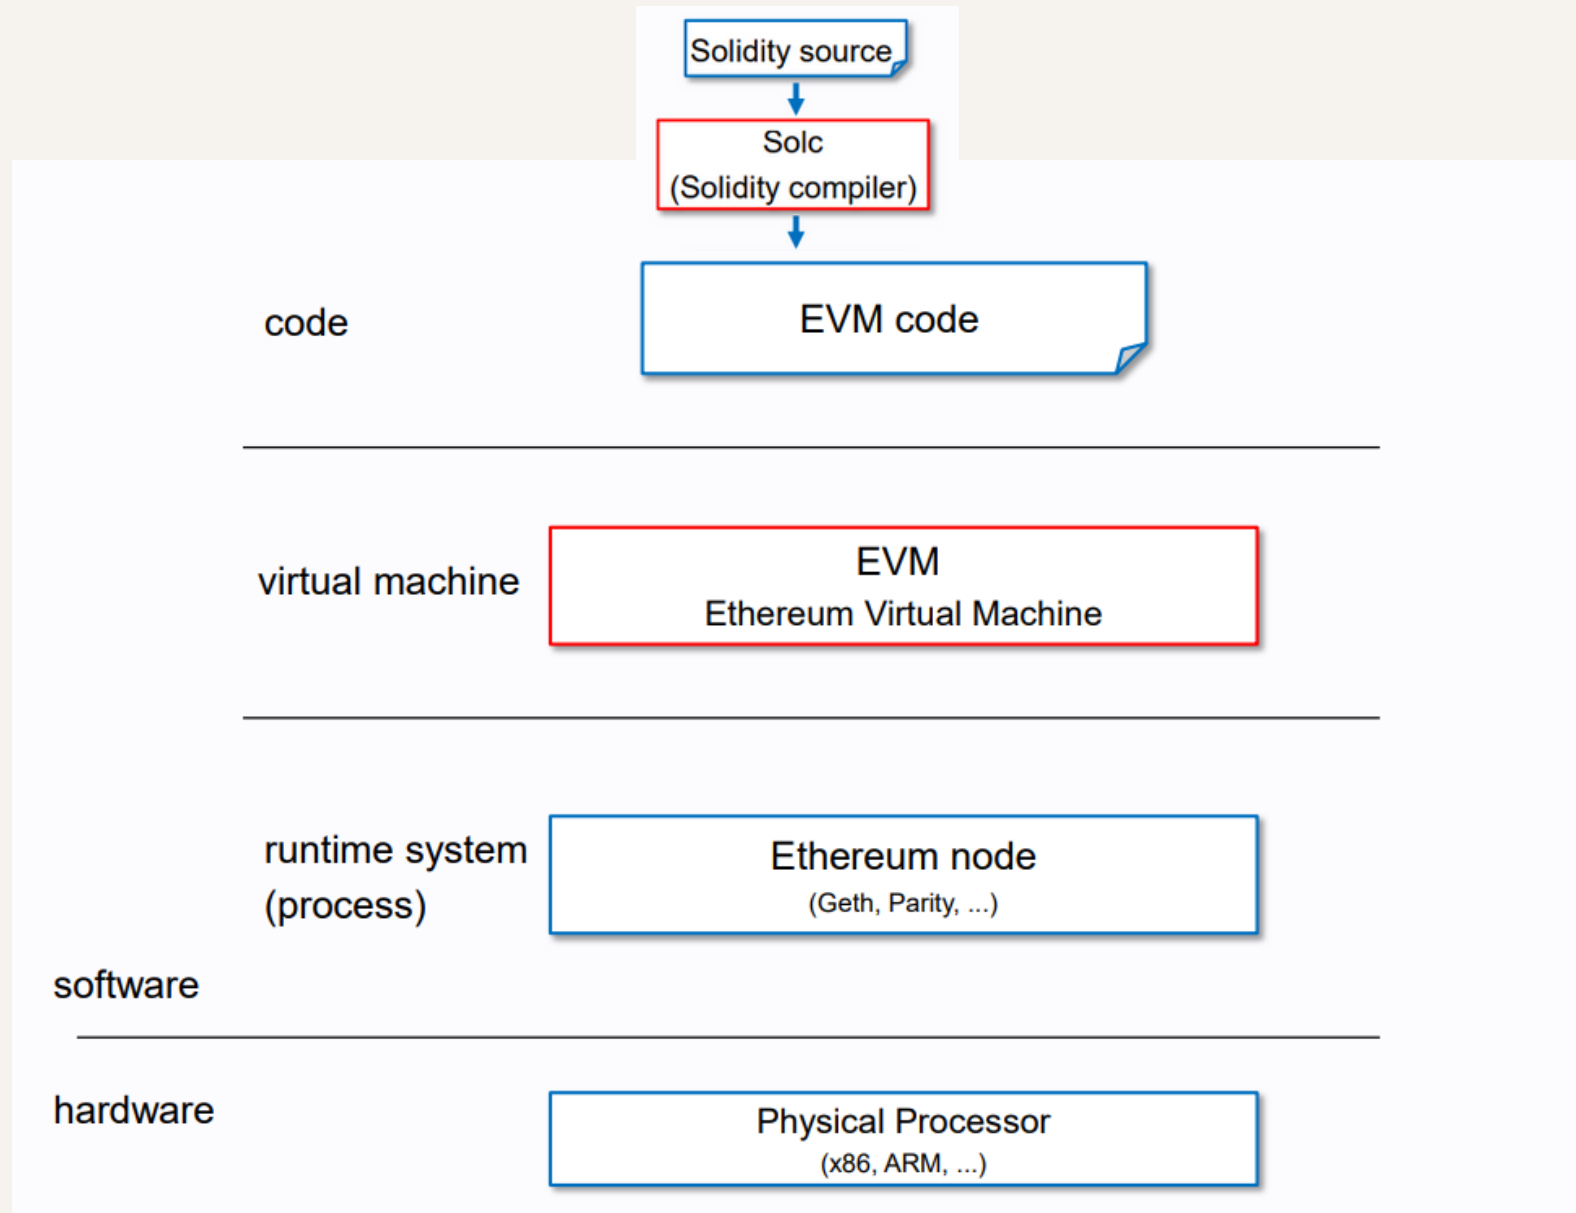 Solidity source
Solc
(Solidity compiler)
code
EVM code
virtual machine
EVM
Ethereum Virtual Machine
runtime system
(process)
Ethereum node
(Geth, Parity, ...)
software
hardware
Physical Processor
(x86, ARM, ...)